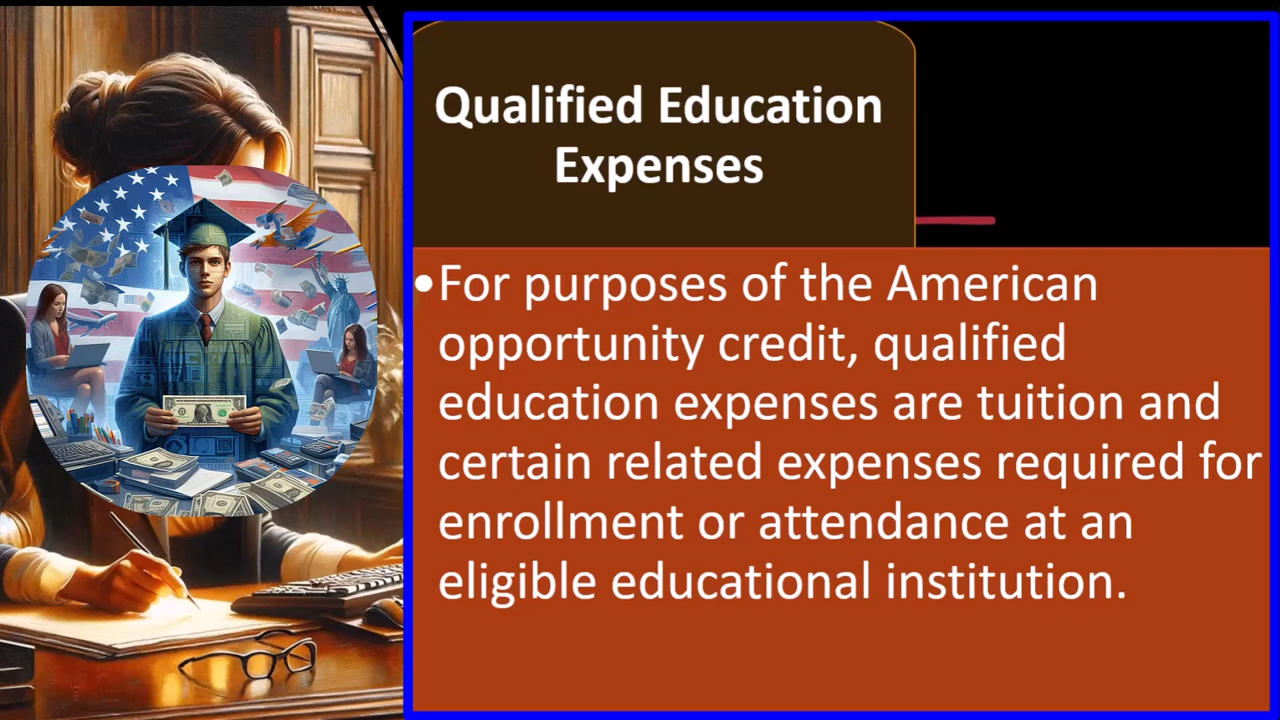 Qualified Education
Expenses
•For purposes of the American
opportunity credit, qualified
education expenses are tuition and
certain related expenses required for
enrollment or attendance at an
eligible educational institution.